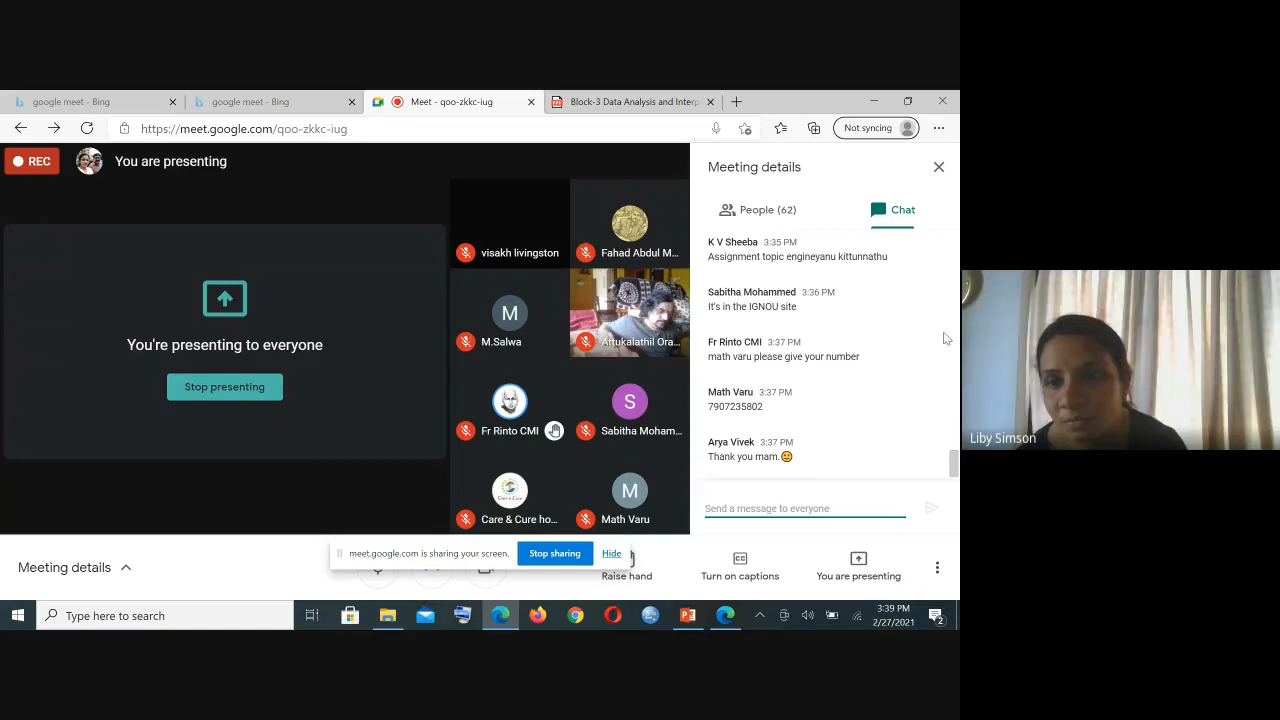 google meet - Bing
google meet - Bing
Meet - qoo-zkkc-iug
Block-3 Data Analysis and Interp
https://meet.google.com/qoo-zkkc-iug
Not syncing
REC
You are presenting
You're presenting to everyone
Stop presenting
visakh livingston
Fahad Abdul M...
M
M.Salwa
Attukalathil Ora...
Fr Rinto CMI
S
Sabitha Moham...
Care & Cure ho...
M
Math Varu
Meeting details
People (62)
Chat
K V Sheeba 3:35 PM
Assignment topic engineyanu kittunnathu
Sabitha Mohammed 3:36 PM
It's in the IGNOU site
Fr Rinto CMI 3:37 PM
math varu please give your number
Math Varu 3:37 PM
7907235802
Arya Vivek 3:37 PM
Thank you mam.🙂
Send a message to everyone
Liby Simson
meet.google.com is sharing your screen.
Stop sharing
Hide
Meeting details
Raise hand
Turn on captions
You are presenting
Type here to search
3:39 PM
2/27/2021
2